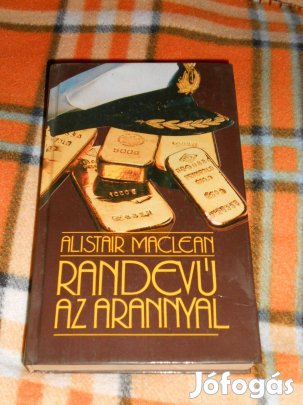 ALISTAIR MACLEAN
RANDEVÚ
AZ ARANNYAL
Jófogás